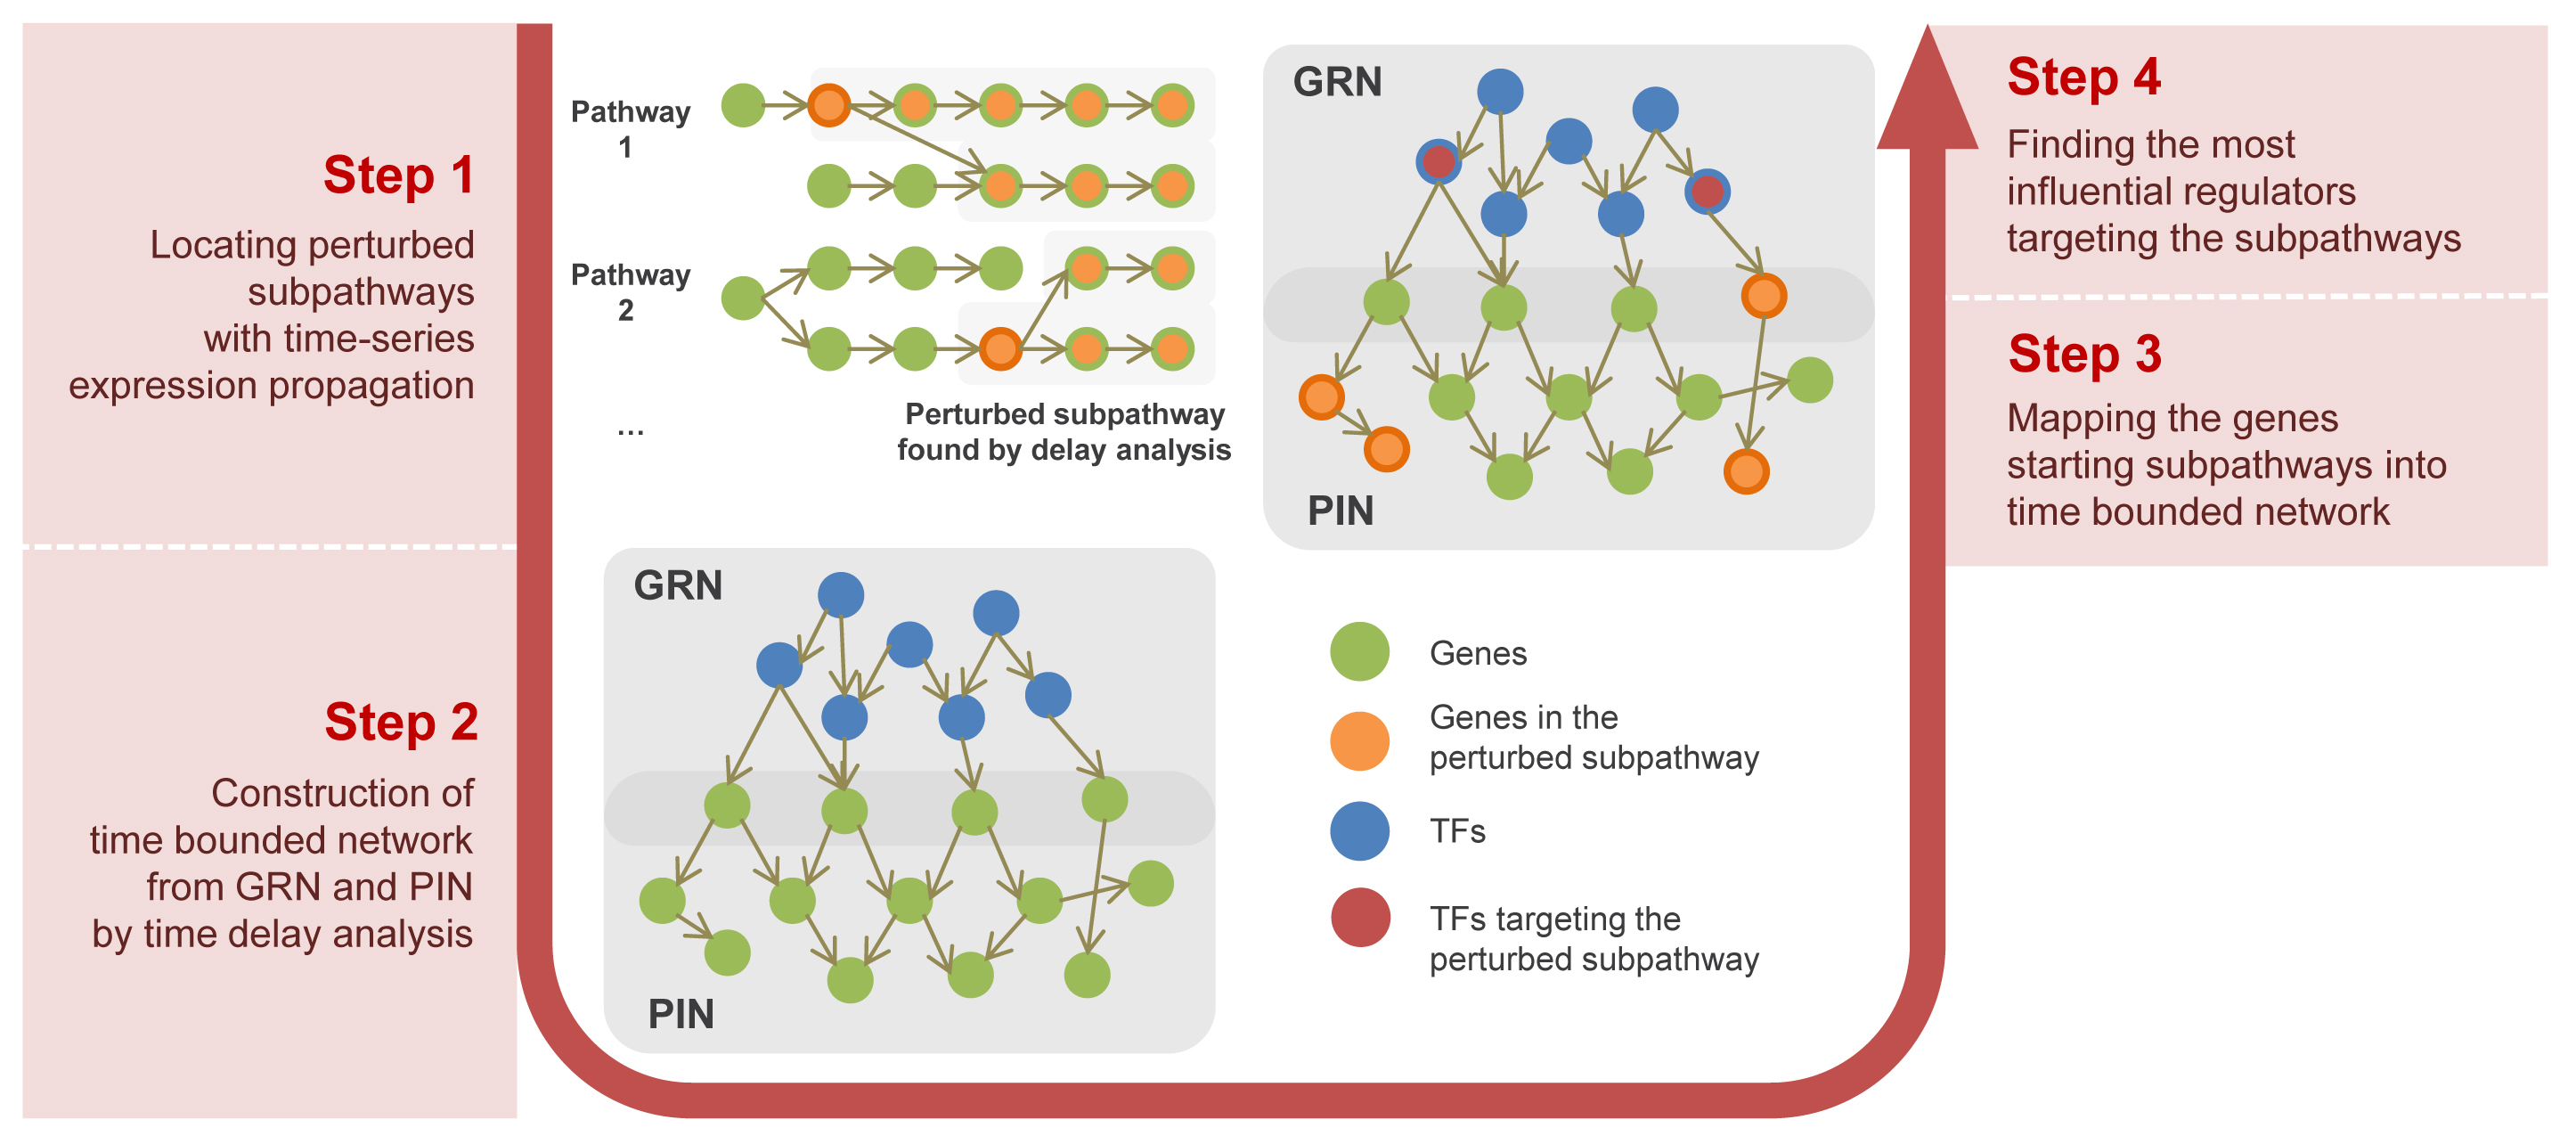 Step 1
Locating perturbed
subpathways
with time-series
expression propagation
Step 2
Construction of
time bounded network
from GRN and PIN
by time delay analysis
Pathway
1
Pathway
2
...
Perturbed subpathway
found by delay analysis
GRN
PIN
GRN
PIN
Genes
Genes in the
perturbed subpathway
TFs
TFs targeting the
perturbed subpathway
Step 4
Finding the most
influential regulators
targeting the subpathways
Step 3
Mapping the genes
starting subpathways into
time bounded network